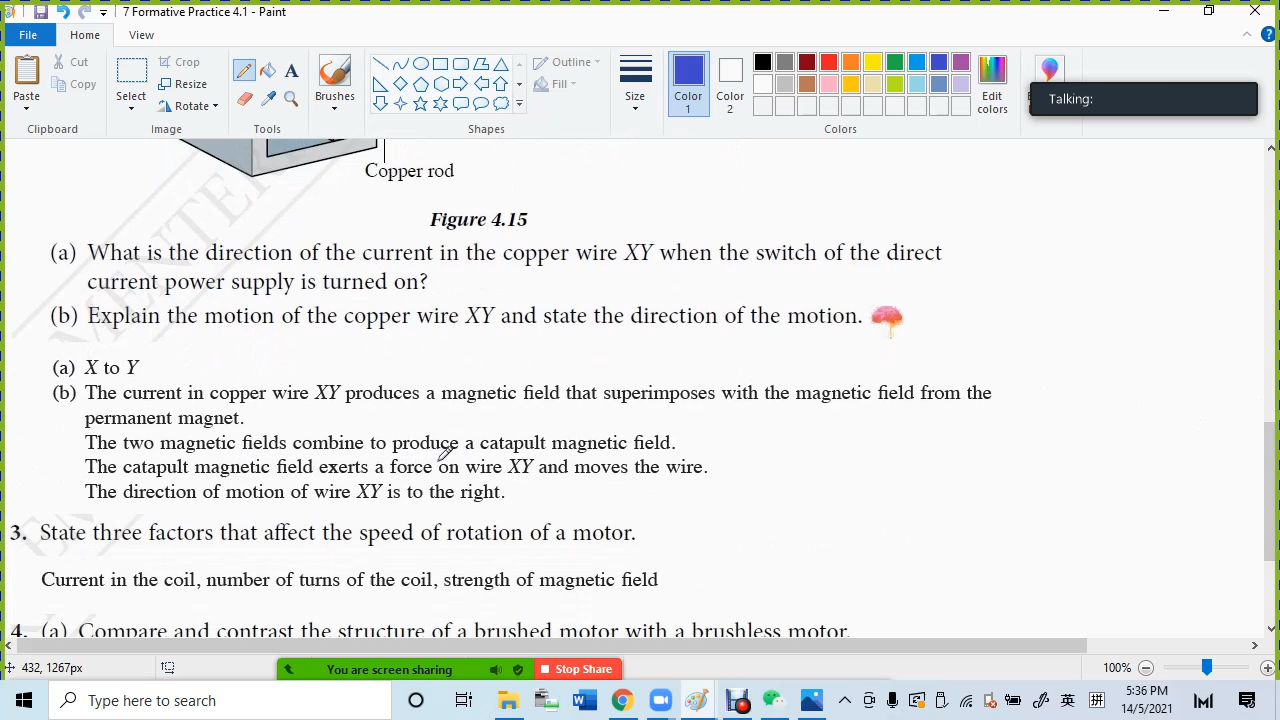 7 Formative Practice 4.1 - Paint
File Home View
Cut
Copy
Paste
Crop
Resize
Rotate
Select
Brushes
Outline
Fill
Size
Color 1
Color 2
Edit colors
Talking:
Clipboard Image Tools Shapes Colors
MENTER
Copper rod
Figure 4.15
(a) What is the direction of the current in the copper wire XY when the switch of the direct
current power supply is turned on?
(b) Explain the motion of the copper wire XY and state the direction of the motion.
(a) X to Y
(b) The current in copper wire XY produces a magnetic field that superimposes with the magnetic field from the
permanent magnet.
The two magnetic fields combine to produce a catapult magnetic field.
The catapult magnetic field exerts a force on wire XY and moves the wire.
The direction of motion of wire XY is to the right.
3. State three factors that affect the speed of rotation of a motor.
Current in the coil, number of turns of the coil, strength of magnetic field
4. (a) Compare and contrast the structure of a brushed motor with a brushless motor.
432, 1267px
You are screen sharing
Stop Share
100%
Type here to search
英 拼
5:36 PM
14/5/2021